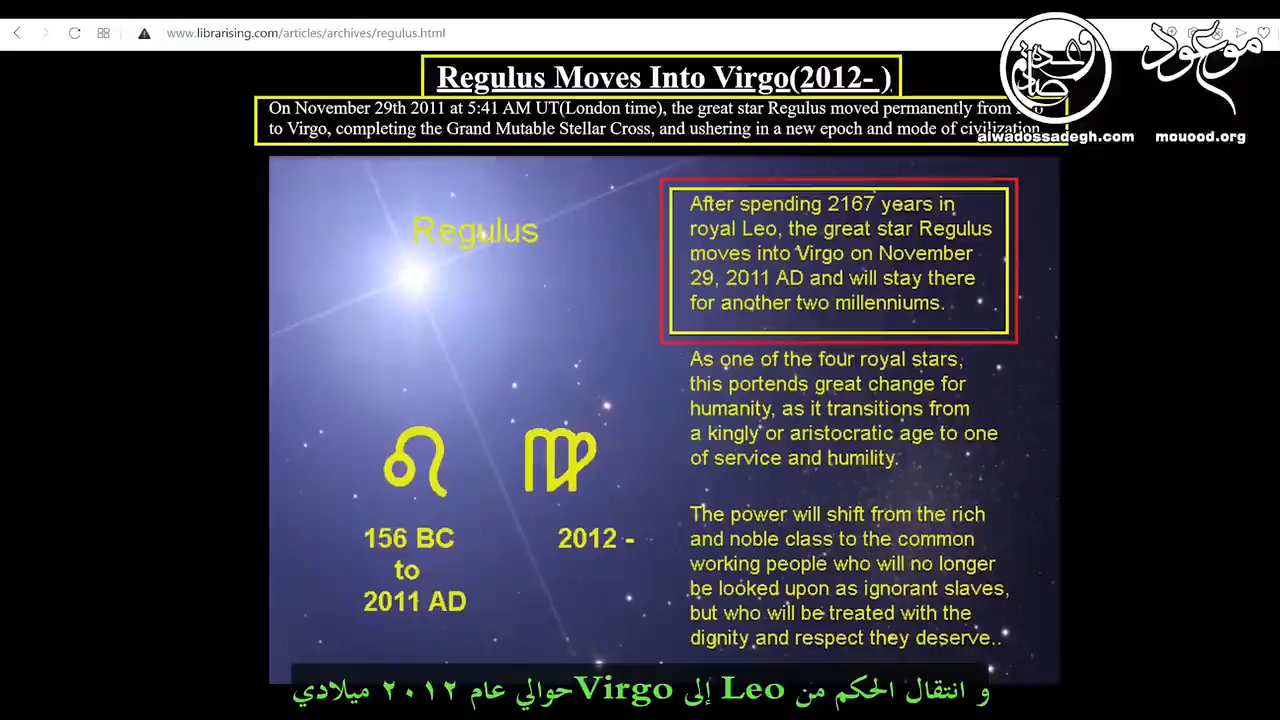 www.librarising.com/articles/archives/regulus.html
موعود
وعده صادق
alwadossadegh.com
mouood.org
Regulus Moves Into Virgo(2012- )
On November 29th 2011 at 5:41 AM UT(London time), the great star Regulus moved permanently from
to Virgo, completing the Grand Mutable Stellar Cross, and ushering in a new epoch and mode of civilization
Regulus
After spending 2167 years in
royal Leo, the great star Regulus
moves into Virgo on November
29, 2011 AD and will stay there
for another two millenniums.
As one of the four royal stars,
this portends great change for
humanity, as it transitions from
a kingly or aristocratic age to one
of service and humility.
The power will shift from the rich
and noble class to the common
working people who will no longer
be looked upon as ignorant slaves,
but who will be treated with the
dignity and respect they deserve..
♌ ♍
156 BC
to
2011 AD
2012 -
و انتقال الحكم من Leo إلى Virgo حوالي عام ٢٠١٢ ميلادي